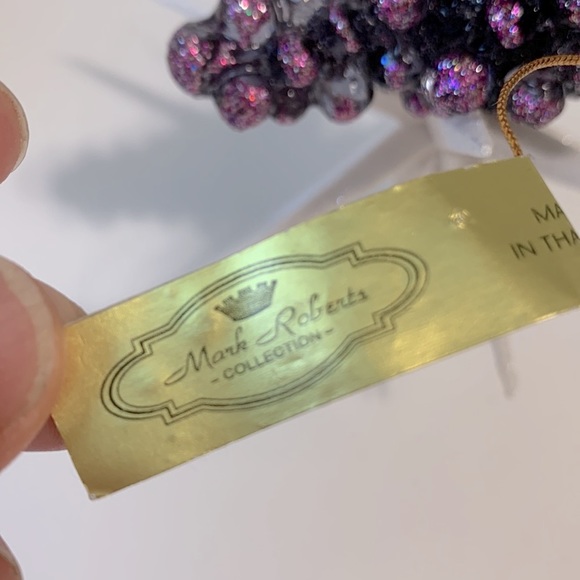 Mark Roberts
- COLLECTION -
MA
IN THA